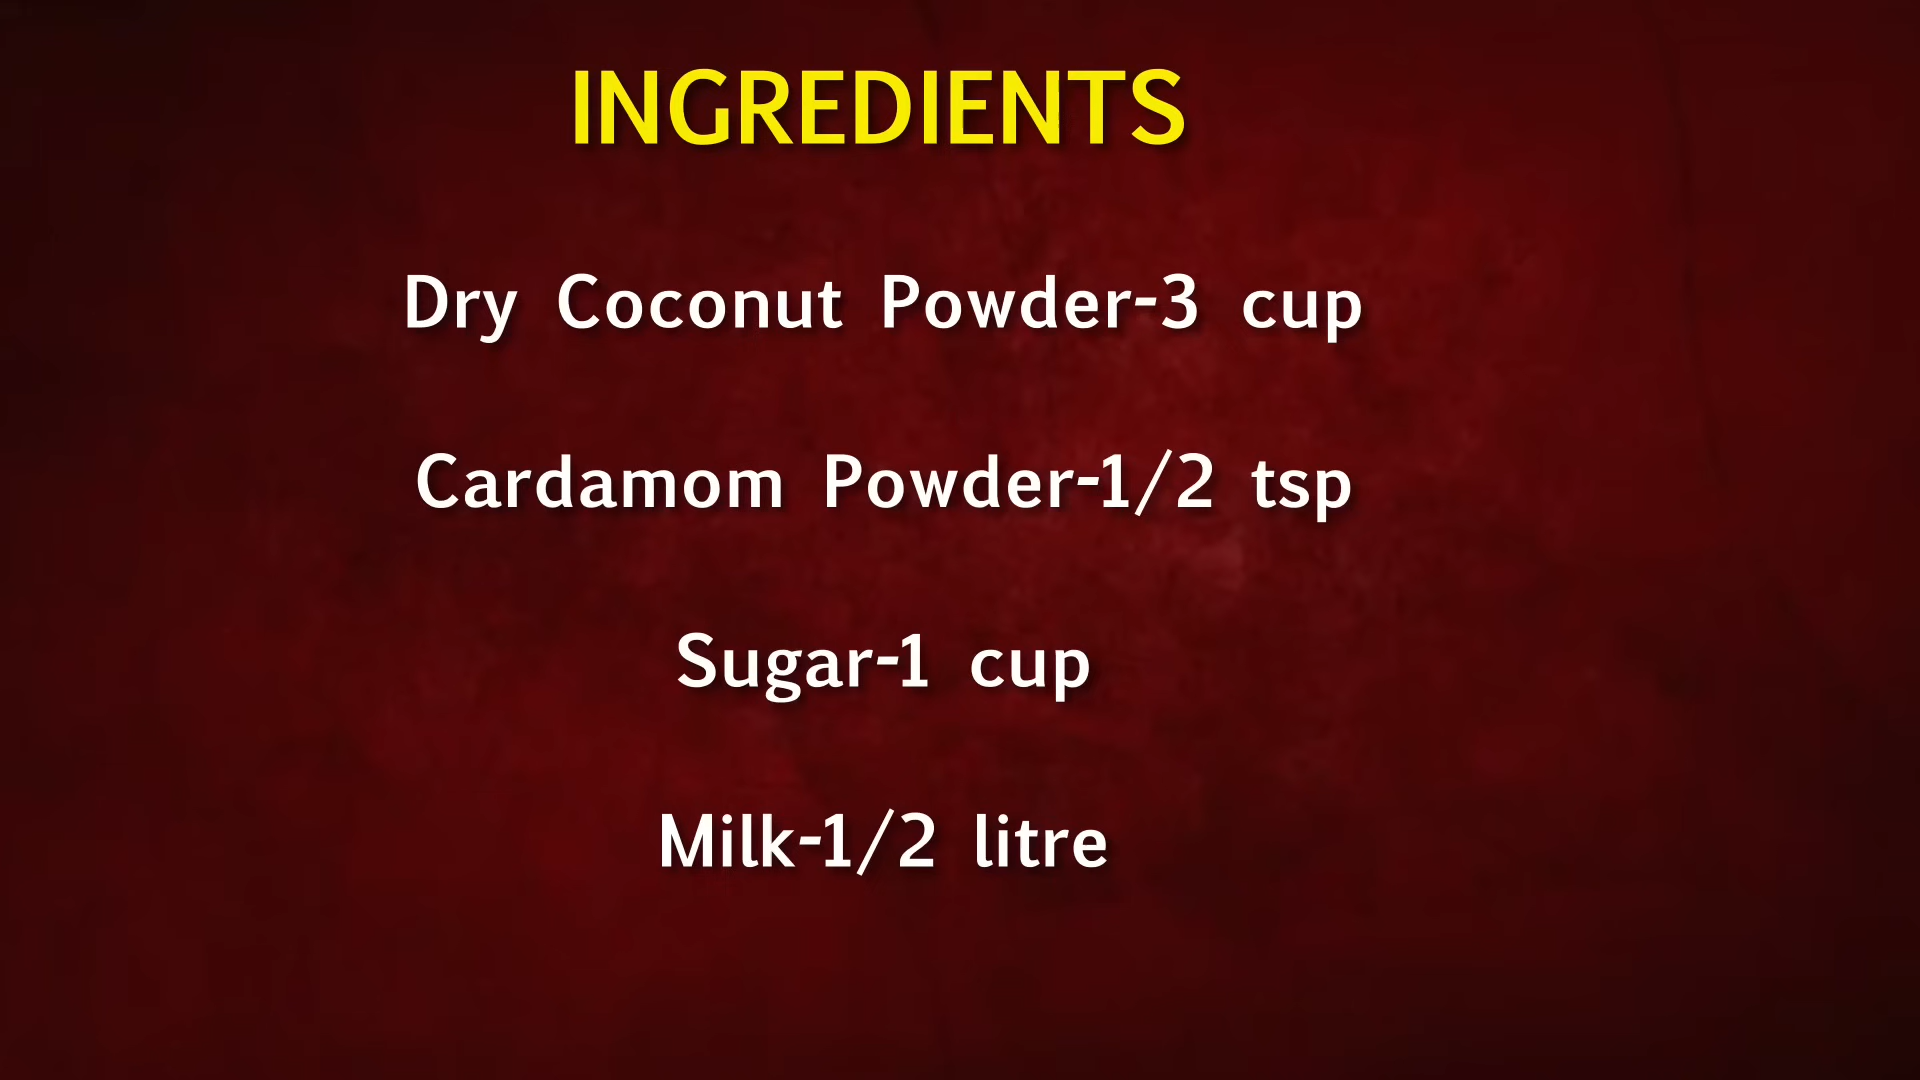 INGREDIENTS
Dry Coconut Powder-3 cup
Cardamom Powder-1/2 tsp
Sugar-1 cup
Milk-1/2 litre